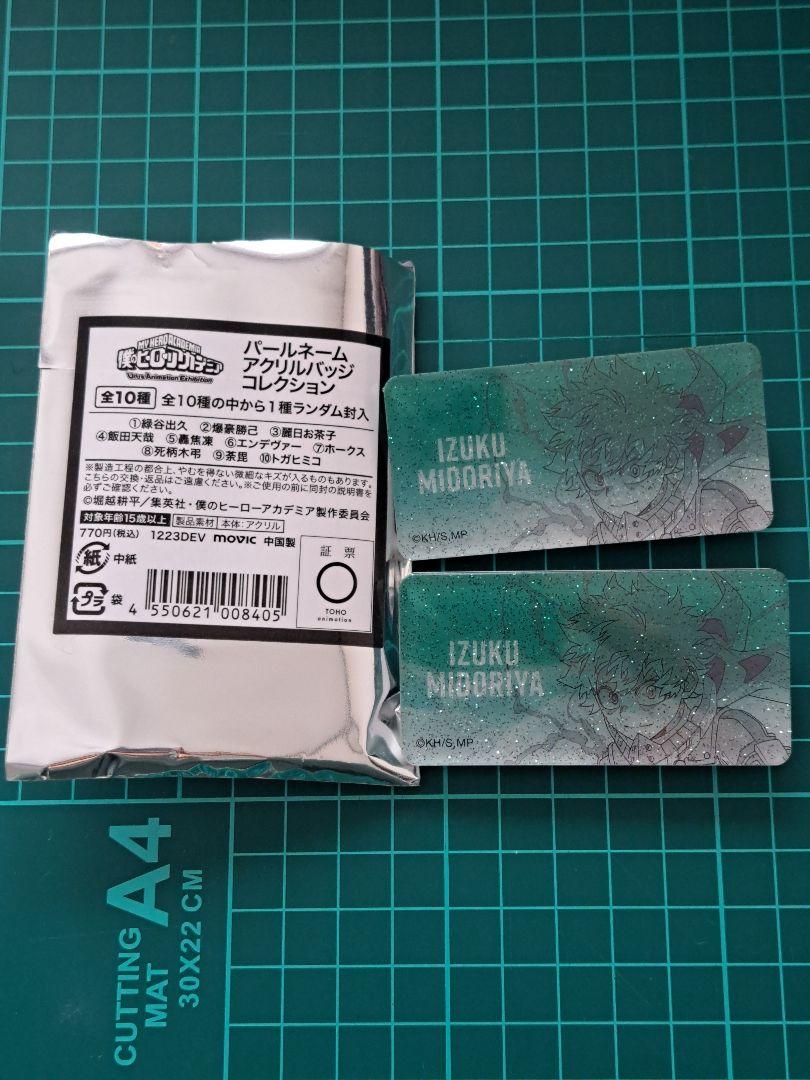 MY HERO ACADEMIA
僕のヒーローアカデミア
Ultra Animation Exhibition
パールネーム
アクリルバッジ
コレクション
全10種 全10種の中から1種ランダム封入
①緑谷出久 ②爆豪勝己 ③麗日お茶子
④飯田天哉 ⑤轟焦凍 ⑥エンデヴァー ⑦ホークス
⑧死柄木弔 ⑨荼毘 ⑩トガヒミコ
※製造工程の都合上、やむを得ない微細なキズが入るものもあります。
こちらの交換・返品はご遠慮ください。※ご使用の前に同封の説明書を
必ずご確認ください。
©堀越耕平／集英社・僕のヒーローアカデミア製作委員会
対象年齢15歳以上 製品素材 本体：アクリル
770円(税込) 1223DEV movic 中国製
紙 中紙
プラ 袋
4 550621 008405
証票
TOHO
animation
IZUKU
MIDORIYA
©KH/S,MP
IZUKU
MIDORIYA
©KH/S,MP
CUTTING
MAT
A4
30X22 CM